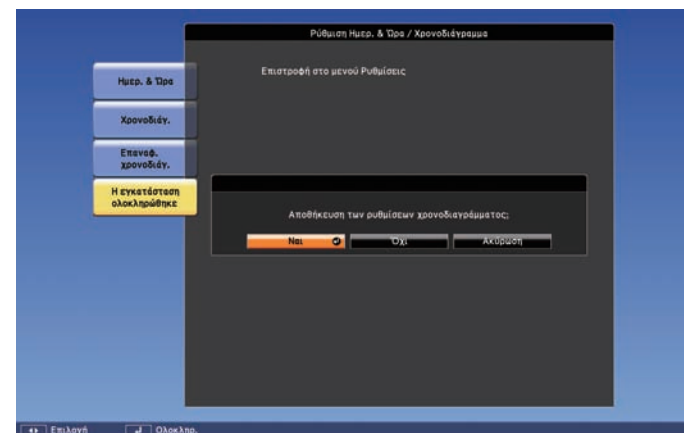 Ρύθμιση Ημερ. & Ώρα / Χρονοδιάγραμμα
Επιστροφή στο μενού Ρυθμίσεις
Ημερ. & Ώρα
Χρονοδιάγ.
Επαναφ.
χρονοδιάγ.
Η εγκατάσταση
ολοκληρώθηκε
Αποθήκευση των ρυθμίσεων χρονοδιαγράμματος;
Ναι Όχι Ακύρωση
Επιλογή Ολοκληρ.